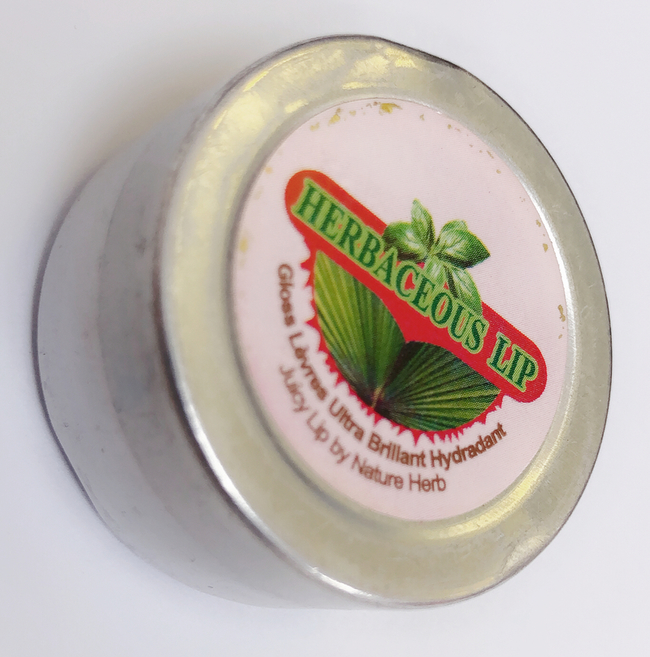 HERBACEOUS LIP
Gloss Lèvres Ultra Brillant Hydradant
Juicy Lip by Nature Herb